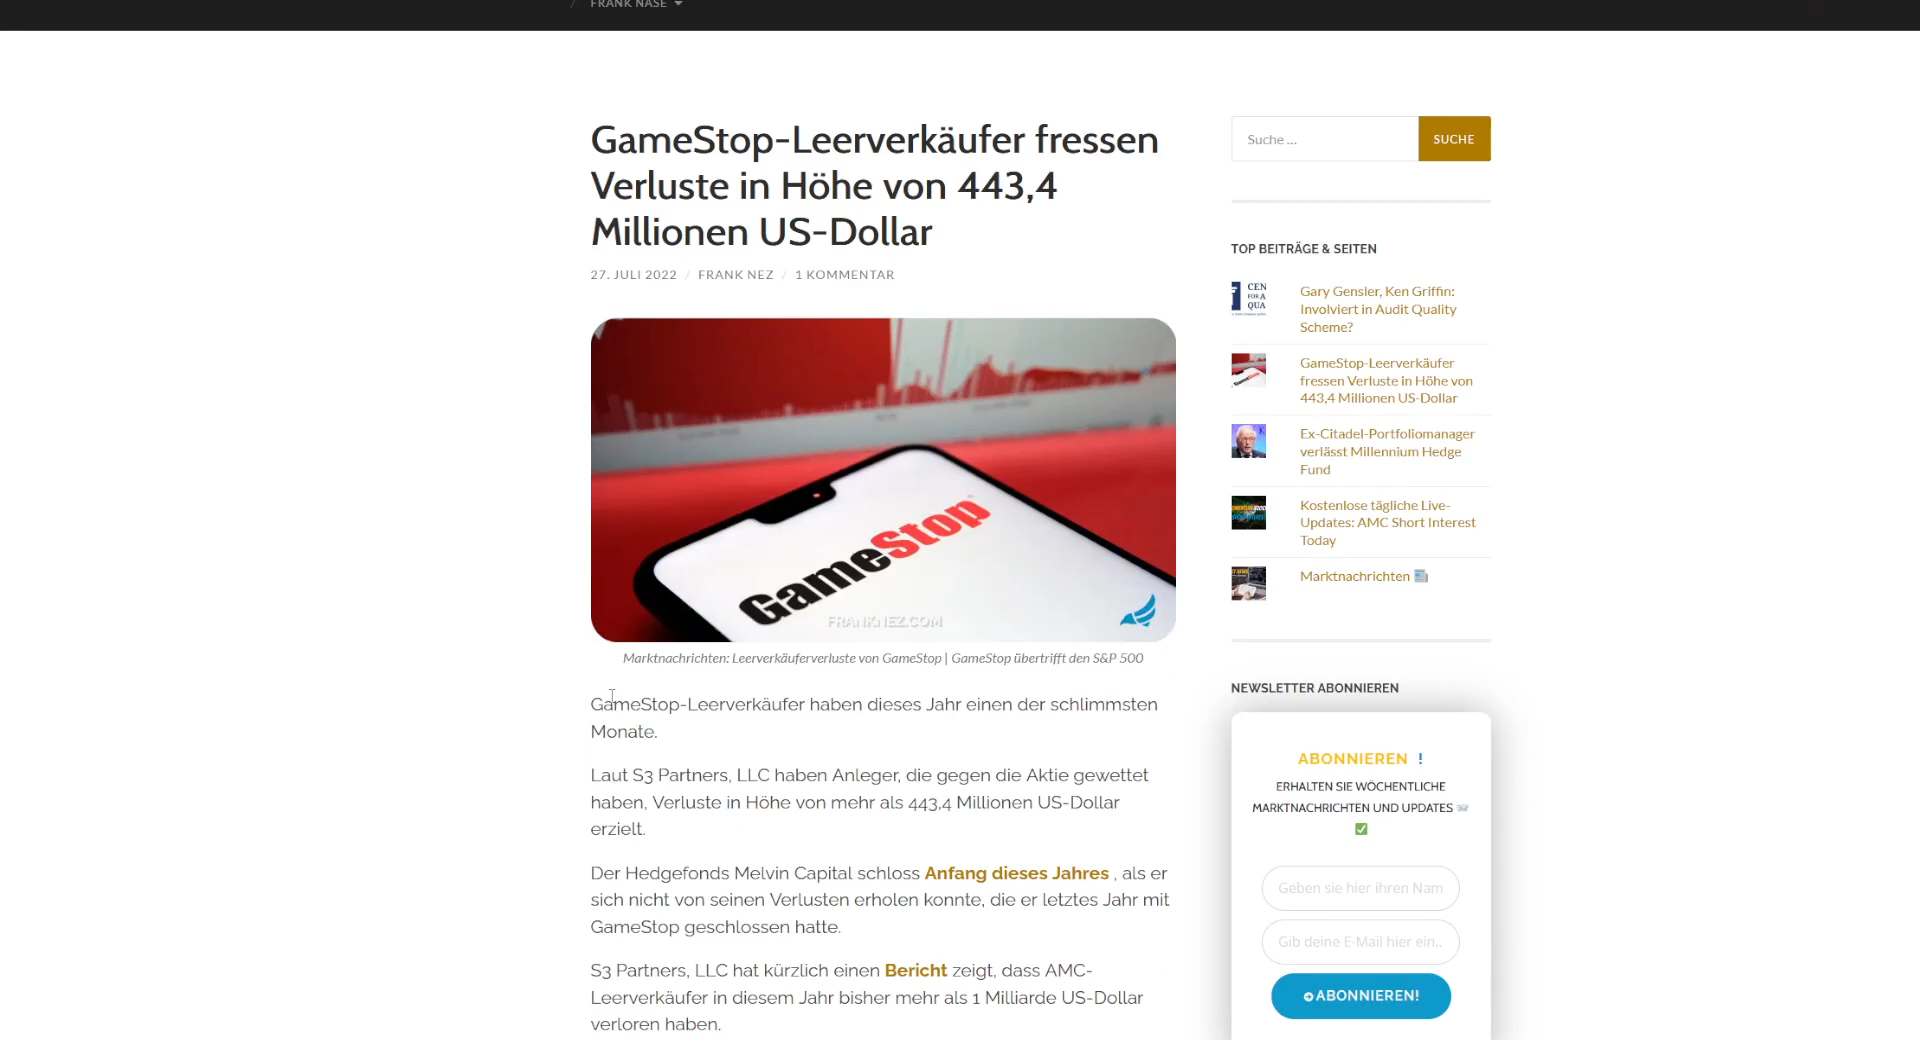 FRANK NASE
GameStop-Leerverkäufer fressen
Verluste in Höhe von 443,4
Millionen US-Dollar
27. JULI 2022 / FRANK NEZ / 1 KOMMENTAR
GameStop
FRANKNEZ.COM
Marktnachrichten: Leerverkäuferverluste von GameStop | GameStop übertrifft den S&P 500
GameStop-Leerverkäufer haben dieses Jahr einen der schlimmsten
Monate.
Laut S3 Partners, LLC haben Anleger, die gegen die Aktie gewettet
haben, Verluste in Höhe von mehr als 443,4 Millionen US-Dollar
erzielt.
Der Hedgefonds Melvin Capital schloss Anfang dieses Jahres , als er
sich nicht von seinen Verlusten erholen konnte, die er letztes Jahr mit
GameStop geschlossen hatte.
S3 Partners, LLC hat kürzlich einen Bericht zeigt, dass AMC-
Leerverkäufer in diesem Jahr bisher mehr als 1 Milliarde US-Dollar
verloren haben.
Suche ...
SUCHE
TOP BEITRÄGE & SEITEN
CEN
FOR A
QUA
Gary Gensler, Ken Griffin:
Involviert in Audit Quality
Scheme?
GameStop-Leerverkäufer
fressen Verluste in Höhe von
443,4 Millionen US-Dollar
Ex-Citadel-Portfoliomanager
verlässt Millennium Hedge
Fund
Kostenlose tägliche Live-
Updates: AMC Short Interest
Today
Marktnachrichten
NEWSLETTER ABONNIEREN
ABONNIEREN !
ERHALTEN SIE WÖCHENTLICHE
MARKTNACHRICHTEN UND UPDATES
Geben sie hier ihren Nam
Gib deine E-Mail hier ein..
ABONNIEREN!